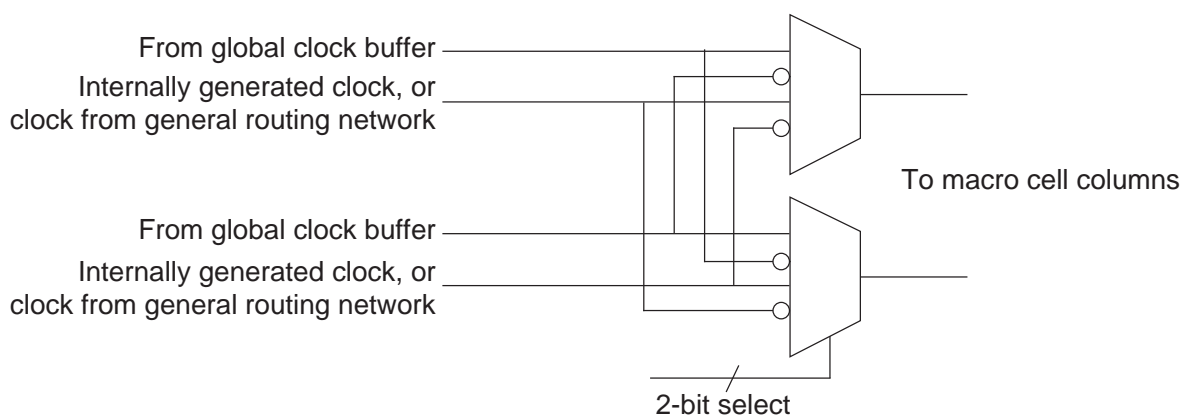 From global clock buffer
Internally generated clock, or
clock from general routing network
To macro cell columns
From global clock buffer
Internally generated clock, or
clock from general routing network
2-bit select